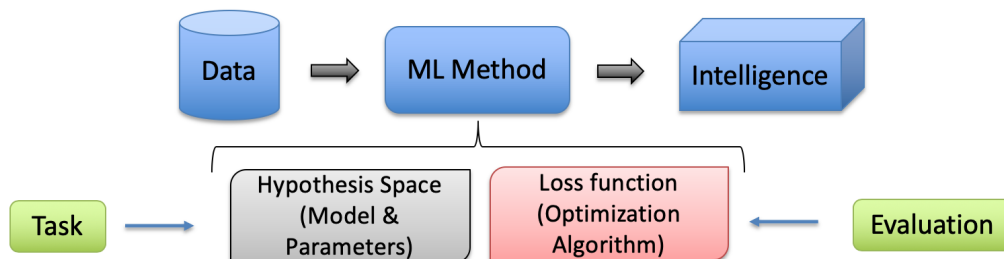 Data
ML Method
Intelligence
Hypothesis Space
(Model &
Parameters)
Loss function
(Optimization
Algorithm)
Task
Evaluation